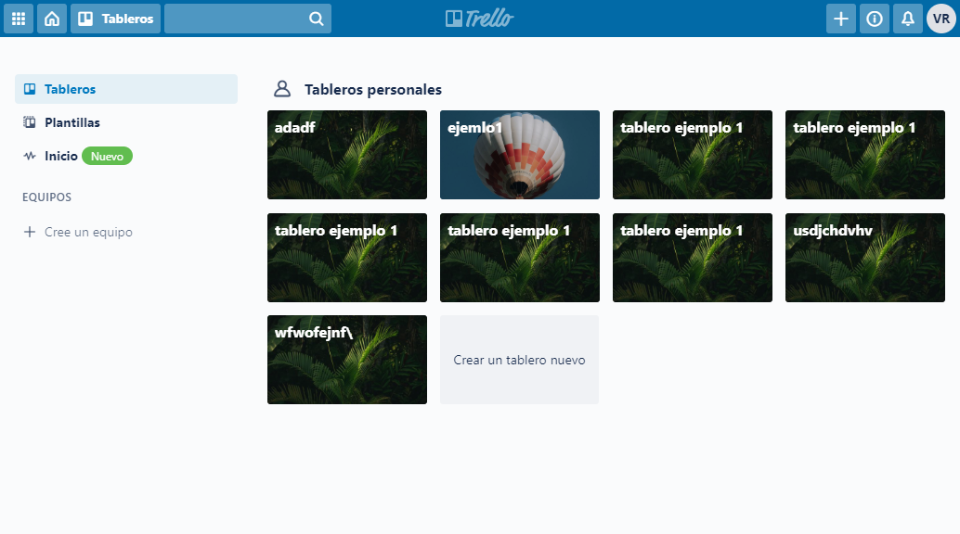 Tableros
Trello
VR
Tableros
Plantillas
Inicio Nuevo
EQUIPOS
Cree un equipo
Tableros personales
adadf
ejemlo1
tablero ejemplo 1
tablero ejemplo 1
tablero ejemplo 1
tablero ejemplo 1
tablero ejemplo 1
usdjchdvhv
wfwofejnf\
Crear un tablero nuevo